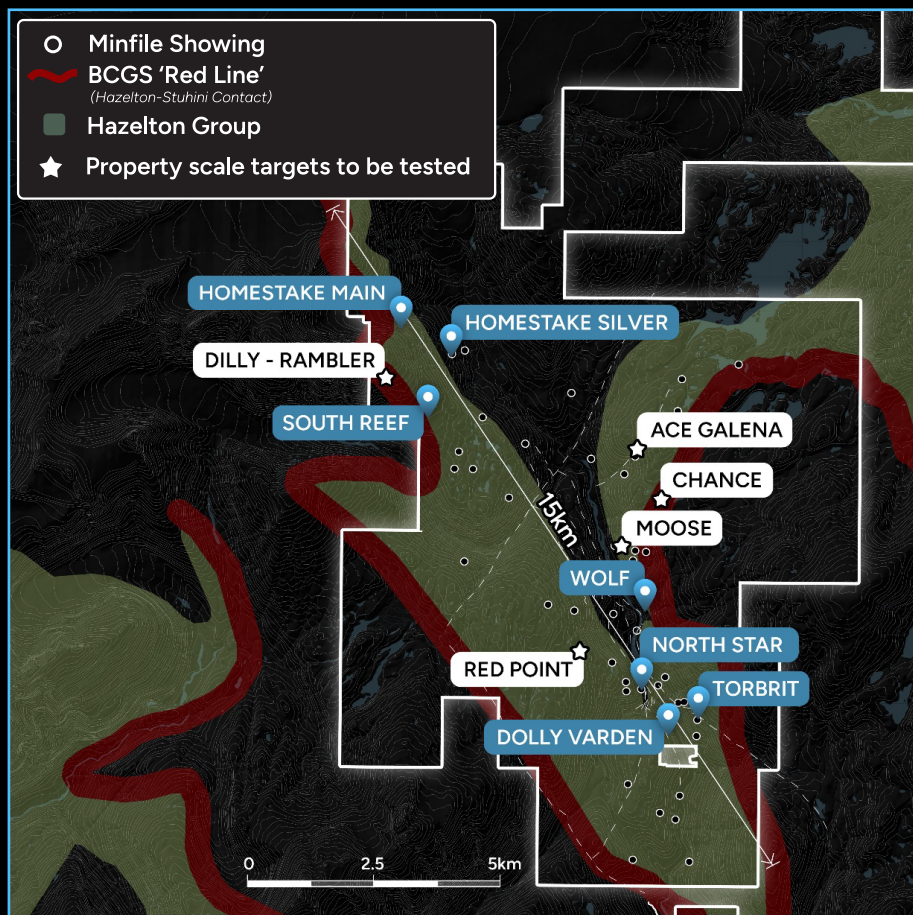 Minfile Showing
BCGS ‘Red Line’
(Hazelton-Stuhini Contact)
Hazelton Group
Property scale targets to be tested
HOMESTAKE MAIN
HOMESTAKE SILVER
DILLY - RAMBLER
SOUTH REEF
ACE GALENA
CHANCE
15km
MOOSE
WOLF
NORTH STAR
RED POINT
TORBRIT
DOLLY VARDEN
0 2.5 5km